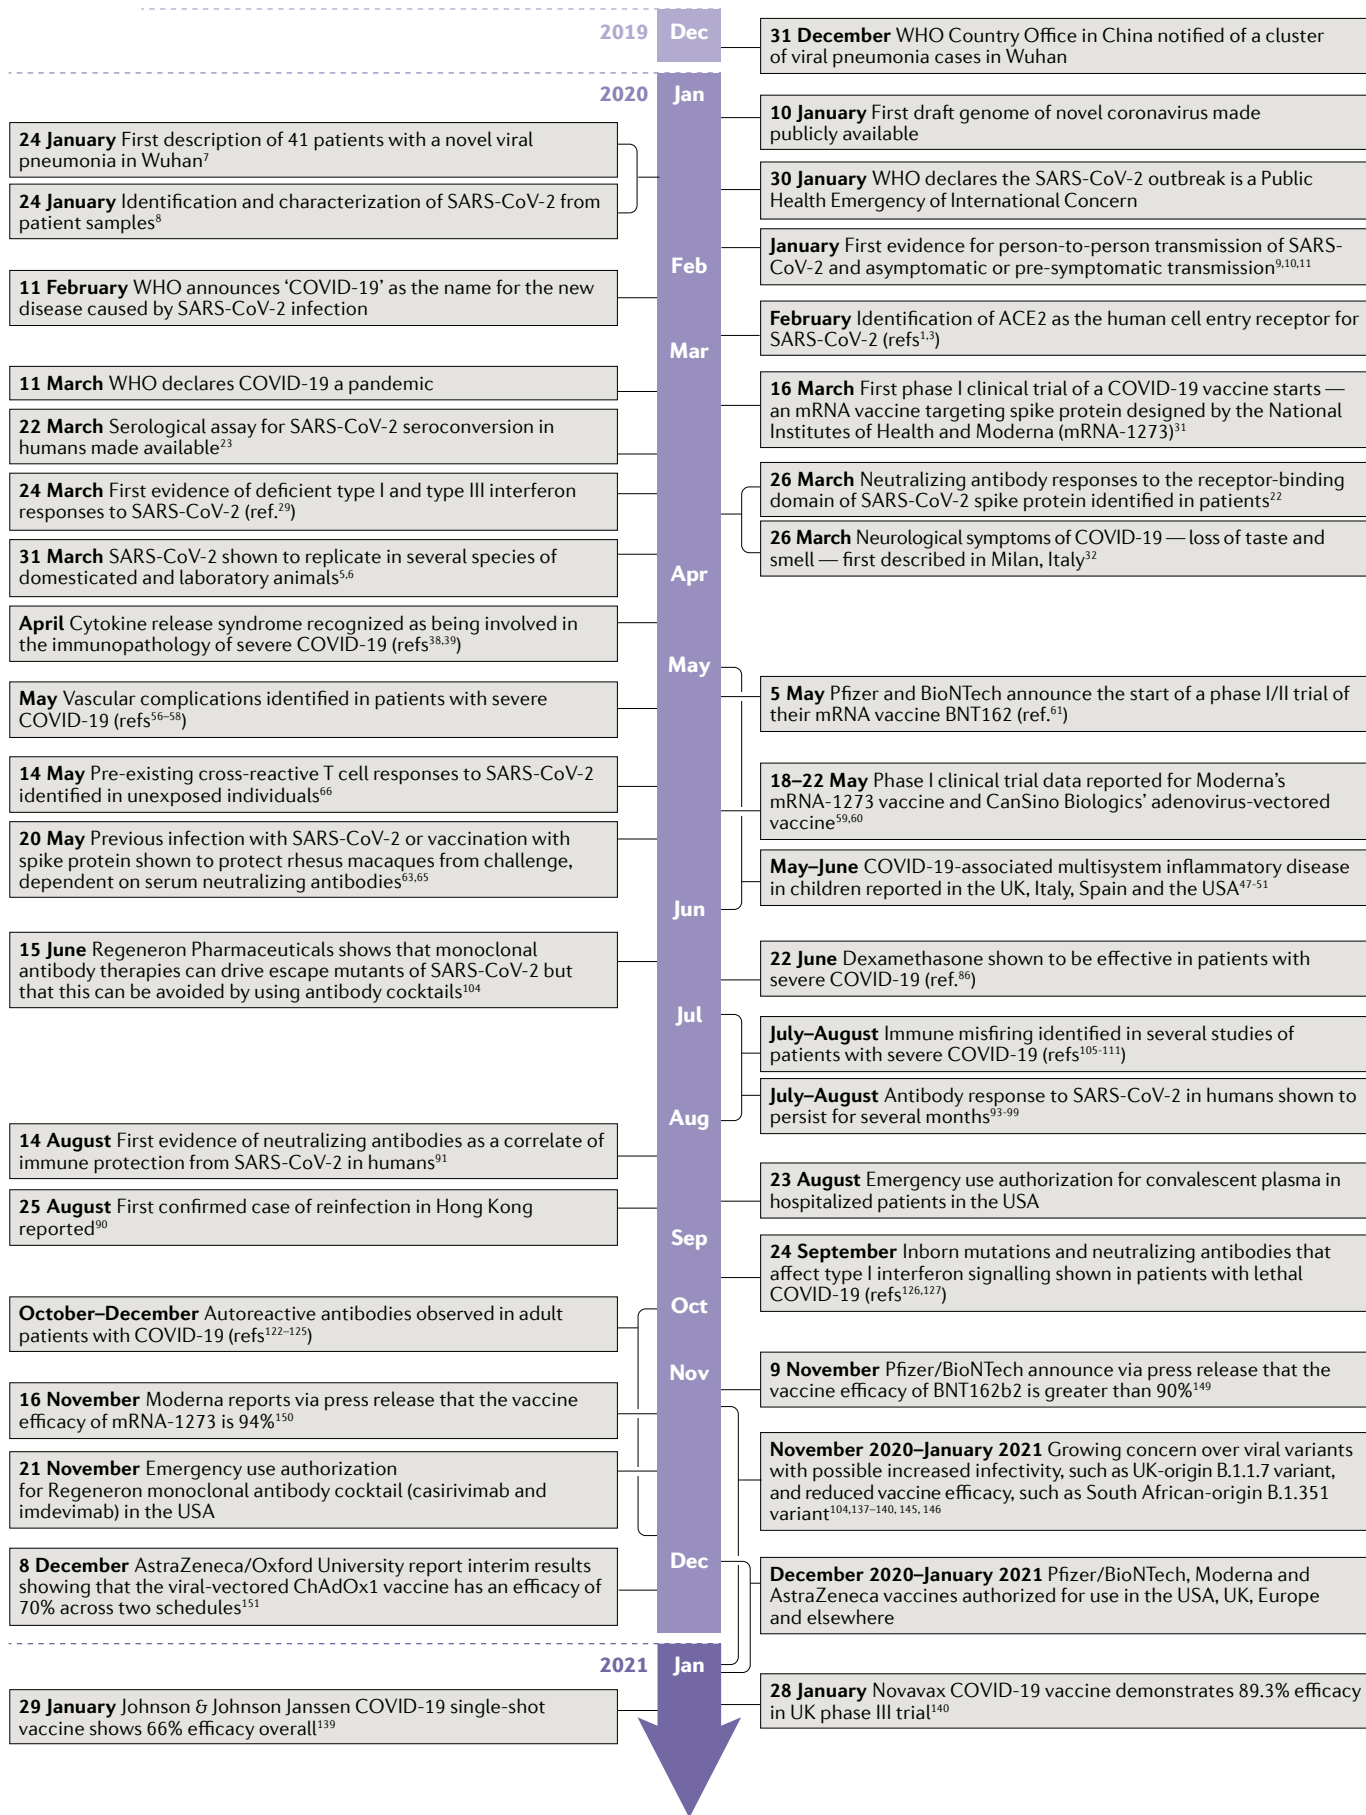 2019
Dec
31 December WHO Country Office in China notified of a cluster
of viral pneumonia cases in Wuhan
2020
Jan
10 January First draft genome of novel coronavirus made
publicly available
24 January First description of 41 patients with a novel viral
pneumonia in Wuhan7
24 January Identification and characterization of SARS-CoV-2 from
patient samples8
30 January WHO declares the SARS-CoV-2 outbreak is a Public
Health Emergency of International Concern
January First evidence for person-to-person transmission of SARS-
CoV-2 and asymptomatic or pre-symptomatic transmission9,10,11
Feb
11 February WHO announces ‘COVID-19’ as the name for the new
disease caused by SARS-CoV-2 infection
February Identification of ACE2 as the human cell entry receptor for
SARS-CoV-2 (refs1,3)
Mar
11 March WHO declares COVID-19 a pandemic
16 March First phase I clinical trial of a COVID-19 vaccine starts —
an mRNA vaccine targeting spike protein designed by the National
Institutes of Health and Moderna (mRNA-1273)31
22 March Serological assay for SARS-CoV-2 seroconversion in
humans made available23
24 March First evidence of deficient type I and type III interferon
responses to SARS-CoV-2 (ref.29)
26 March Neutralizing antibody responses to the receptor-binding
domain of SARS-CoV-2 spike protein identified in patients22
26 March Neurological symptoms of COVID-19 — loss of taste and
smell — first described in Milan, Italy32
31 March SARS-CoV-2 shown to replicate in several species of
domesticated and laboratory animals5,6
Apr
April Cytokine release syndrome recognized as being involved in
the immunopathology of severe COVID-19 (refs38,39)
May
May Vascular complications identified in patients with severe
COVID-19 (refs56–58)
5 May Pfizer and BioNTech announce the start of a phase I/II trial of
their mRNA vaccine BNT162 (ref.61)
14 May Pre-existing cross-reactive T cell responses to SARS-CoV-2
identified in unexposed individuals66
18–22 May Phase I clinical trial data reported for Moderna’s
mRNA-1273 vaccine and CanSino Biologics’ adenovirus-vectored
vaccine59,60
20 May Previous infection with SARS-CoV-2 or vaccination with
spike protein shown to protect rhesus macaques from challenge,
dependent on serum neutralizing antibodies63,65
May–June COVID-19-associated multisystem inflammatory disease
in children reported in the UK, Italy, Spain and the USA47-51
Jun
15 June Regeneron Pharmaceuticals shows that monoclonal
antibody therapies can drive escape mutants of SARS-CoV-2 but
that this can be avoided by using antibody cocktails104
22 June Dexamethasone shown to be effective in patients with
severe COVID-19 (ref.86)
Jul
July–August Immune misfiring identified in several studies of
patients with severe COVID-19 (refs105-111)
July–August Antibody response to SARS-CoV-2 in humans shown to
persist for several months93-99
Aug
14 August First evidence of neutralizing antibodies as a correlate of
immune protection from SARS-CoV-2 in humans91
23 August Emergency use authorization for convalescent plasma in
hospitalized patients in the USA
25 August First confirmed case of reinfection in Hong Kong
reported90
Sep
24 September Inborn mutations and neutralizing antibodies that
affect type I interferon signalling shown in patients with lethal
COVID-19 (refs126,127)
Oct
October–December Autoreactive antibodies observed in adult
patients with COVID-19 (refs122–125)
Nov
9 November Pfizer/BioNTech announce via press release that the
vaccine efficacy of BNT162b2 is greater than 90%149
16 November Moderna reports via press release that the vaccine
efficacy of mRNA-1273 is 94%150
November 2020–January 2021 Growing concern over viral variants
with possible increased infectivity, such as UK-origin B.1.1.7 variant,
and reduced vaccine efficacy, such as South African-origin B.1.351
variant104,137–140, 145, 146
21 November Emergency use authorization
for Regeneron monoclonal antibody cocktail (casirivimab and
imdevimab) in the USA
Dec
8 December AstraZeneca/Oxford University report interim results
showing that the viral-vectored ChAdOx1 vaccine has an efficacy of
70% across two schedules151
December 2020–January 2021 Pfizer/BioNTech, Moderna and
AstraZeneca vaccines authorized for use in the USA, UK, Europe
and elsewhere
2021
Jan
28 January Novavax COVID-19 vaccine demonstrates 89.3% efficacy
in UK phase III trial140
29 January Johnson & Johnson Janssen COVID-19 single-shot
vaccine shows 66% efficacy overall139